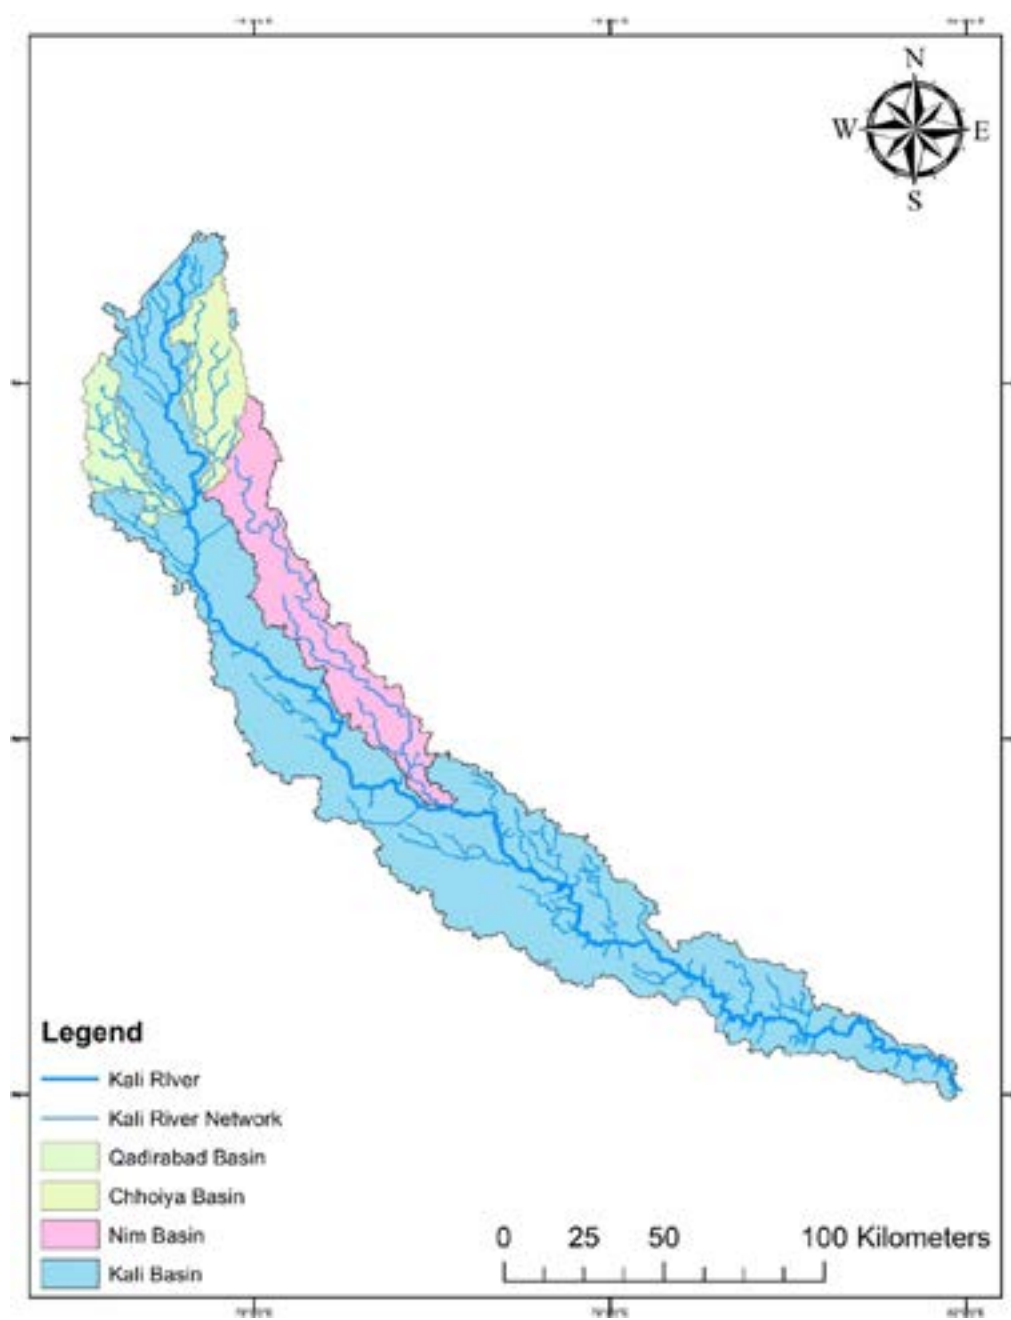 N
W E
S
Legend
Kali RIver
Kali River Network
Qadirabad Basin
Chhoiya Basin
Nim Basin
Kali Basin
0 25 50 100 Kilometers